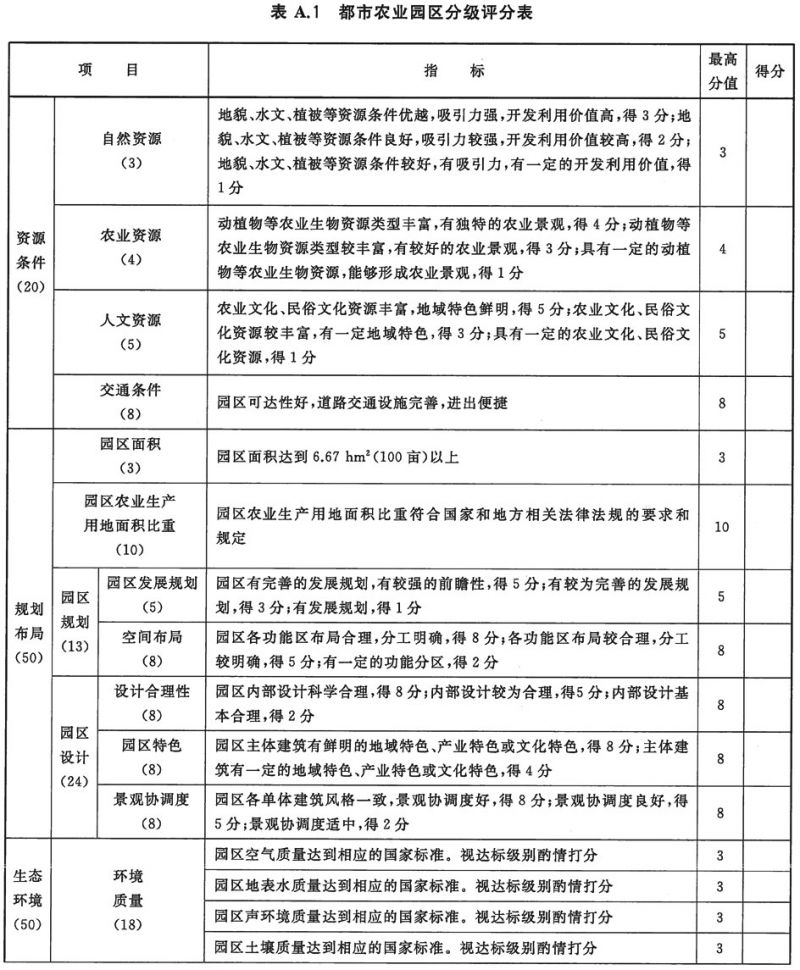 表 A.1 都市农业园区分级评分表
项 目
指 标
最高
分值
得分
资源
条件
(20)
自然资源
(3)
地貌、水文、植被等资源条件优越,吸引力强,开发利用价值高,得 3 分;地
貌、水文、植被等资源条件良好,吸引力较强,开发利用价值较高,得 2 分;
地貌、水文、植被等资源条件较好,有吸引力,有一定的开发利用价值,得
1 分
3
农业资源
(4)
动植物等农业生物资源类型丰富,有独特的农业景观,得 4 分;动植物等
农业生物资源类型较丰富,有较好的农业景观,得 3 分;具有一定的动植
物等农业生物资源,能够形成农业景观,得 1 分
4
人文资源
(5)
农业文化、民俗文化资源丰富,地域特色鲜明,得 5 分;农业文化、民俗文
化资源较丰富,有一定地域特色,得 3 分;具有一定的农业文化、民俗文
化资源,得 1 分
5
交通条件
(8)
园区可达性好,道路交通设施完善,进出便捷
8
规划
布局
(50)
园区面积
(3)
园区面积达到 6.67 hm²(100 亩)以上
3
园区农业生产
用地面积比重
(10)
园区农业生产用地面积比重符合国家和地方相关法律法规的要求和
规定
10
园区
规划
(13)
园区发展规划
(5)
园区有完善的发展规划,有较强的前瞻性,得 5 分;有较为完善的发展规
划,得 3 分;有发展规划,得 1 分
5
空间布局
(8)
园区各功能区布局合理,分工明确,得 8 分;各功能区布局较合理,分工
较明确,得 5 分;有一定的功能分区,得 2 分
8
园区
设计
(24)
设计合理性
(8)
园区内部设计科学合理,得 8 分;内部设计较为合理,得5 分;内部设计基
本合理,得 2 分
8
园区特色
(8)
园区主体建筑有鲜明的地域特色、产业特色或文化特色,得 8 分;主体建
筑有一定的地域特色、产业特色或文化特色,得 4 分
8
景观协调度
(8)
园区各单体建筑风格一致,景观协调度好,得 8 分;景观协调度良好,得
5 分;景观协调度适中,得 2 分
8
生态
环境
(50)
环境
质量
(18)
园区空气质量达到相应的国家标准。视达标级别酌情打分
3
园区地表水质量达到相应的国家标准。视达标级别酌情打分
3
园区声环境质量达到相应的国家标准。视达标级别酌情打分
3
园区土壤质量达到相应的国家标准。视达标级别酌情打分
3